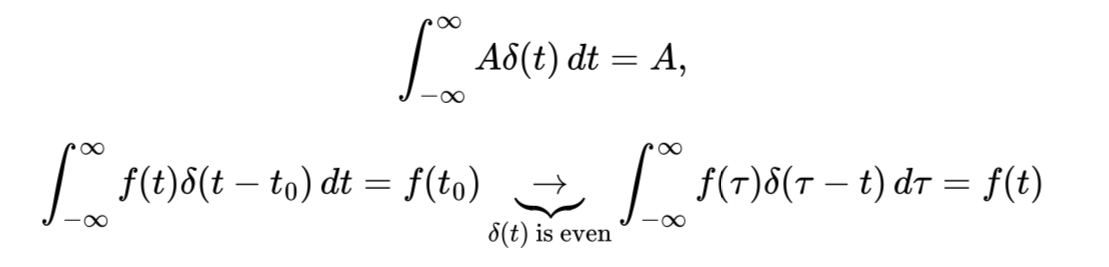 ∫_{-∞}^{∞} Aδ(t) dt = A,
∫_{-∞}^{∞} f(t)δ(t − t₀) dt = f(t₀) → ∫_{-∞}^{∞} f(τ)δ(τ − t) dτ = f(t)
δ(t) is even